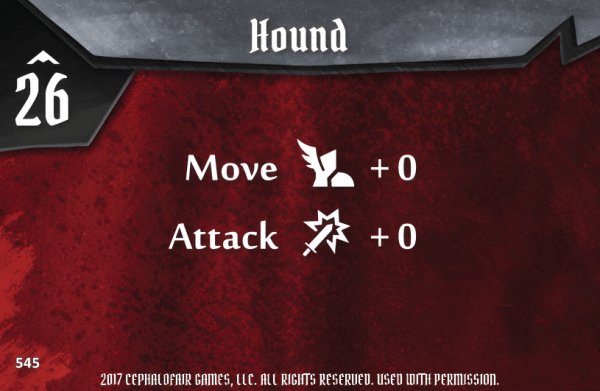 Hound
26
Move + 0
Attack + 0
545
2017 CEPHALOFAIR GAMES, LLC. ALL RIGHTS RESERVED. USED WITH PERMISSION.